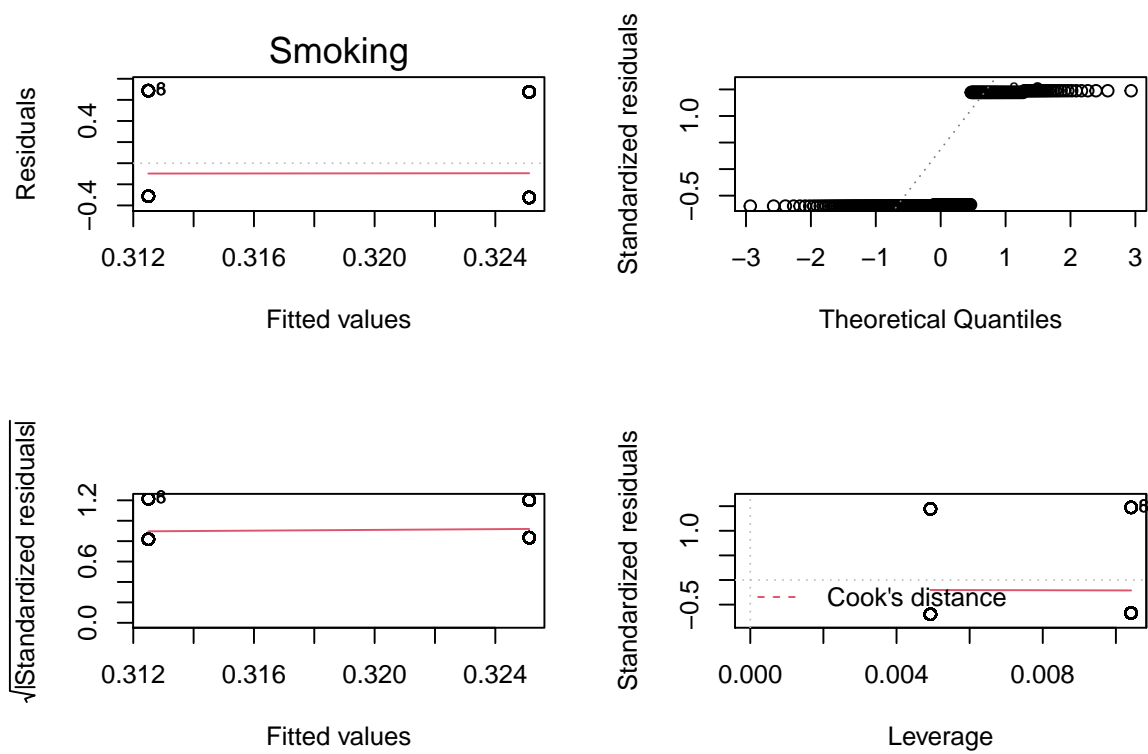 Smoking
Residuals
0.4
−0.4
8
0.312 0.316 0.320 0.324
Fitted values
Standardized residuals
1.0
−0.5
−3 −2 −1 0 1 2 3
Theoretical Quantiles
√|Standardized residuals|
1.2
0.6
0.0
8
0.312 0.316 0.320 0.324
Fitted values
Standardized residuals
1.0
−0.5
Cook's distance
0.000 0.004 0.008
Leverage